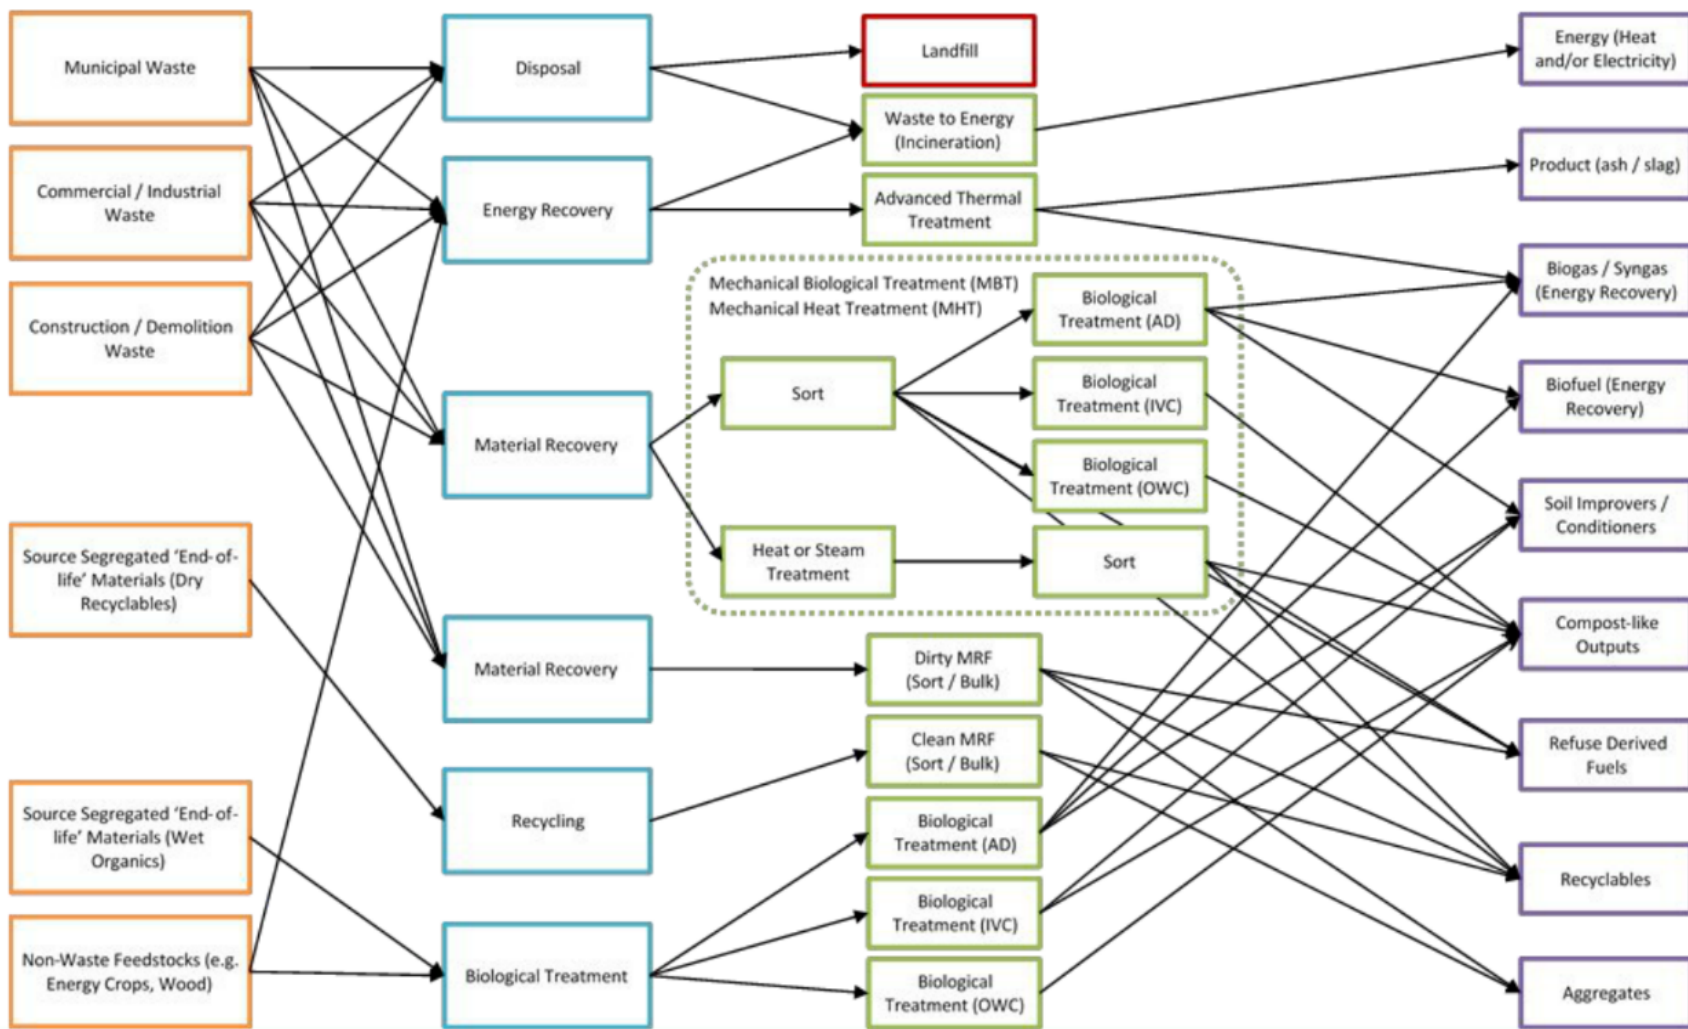 Municipal Waste
Commercial / Industrial
Waste
Construction / Demolition
Waste
Source Segregated ‘End-of-
life’ Materials (Dry
Recyclables)
Source Segregated ‘End-of-
life’ Materials (Wet
Organics)
Non-Waste Feedstocks (e.g.
Energy Crops, Wood)
Disposal
Energy Recovery
Material Recovery
Material Recovery
Recycling
Biological Treatment
Landfill
Waste to Energy
(Incineration)
Advanced Thermal
Treatment
Mechanical Biological Treatment (MBT)
Mechanical Heat Treatment (MHT)
Sort
Heat or Steam
Treatment
Biological
Treatment (AD)
Biological
Treatment (IVC)
Biological
Treatment (OWC)
Sort
Dirty MRF
(Sort / Bulk)
Clean MRF
(Sort / Bulk)
Biological
Treatment (AD)
Biological
Treatment (IVC)
Biological
Treatment (OWC)
Energy (Heat
and/or Electricity)
Product (ash / slag)
Biogas / Syngas
(Energy Recovery)
Biofuel (Energy
Recovery)
Soil Improvers /
Conditioners
Compost-like
Outputs
Refuse Derived
Fuels
Recyclables
Aggregates